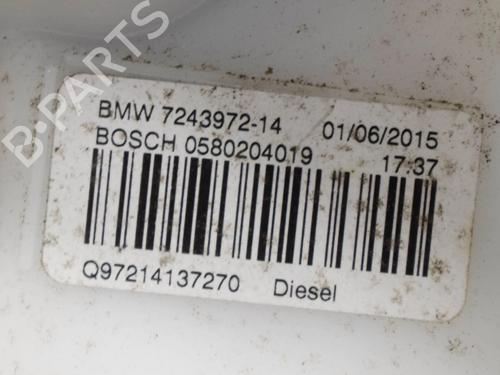 BMW 7243972-14 01/06/2015
BOSCH 0580204019 17:37
Q97214137270 Diesel
B-PARTS